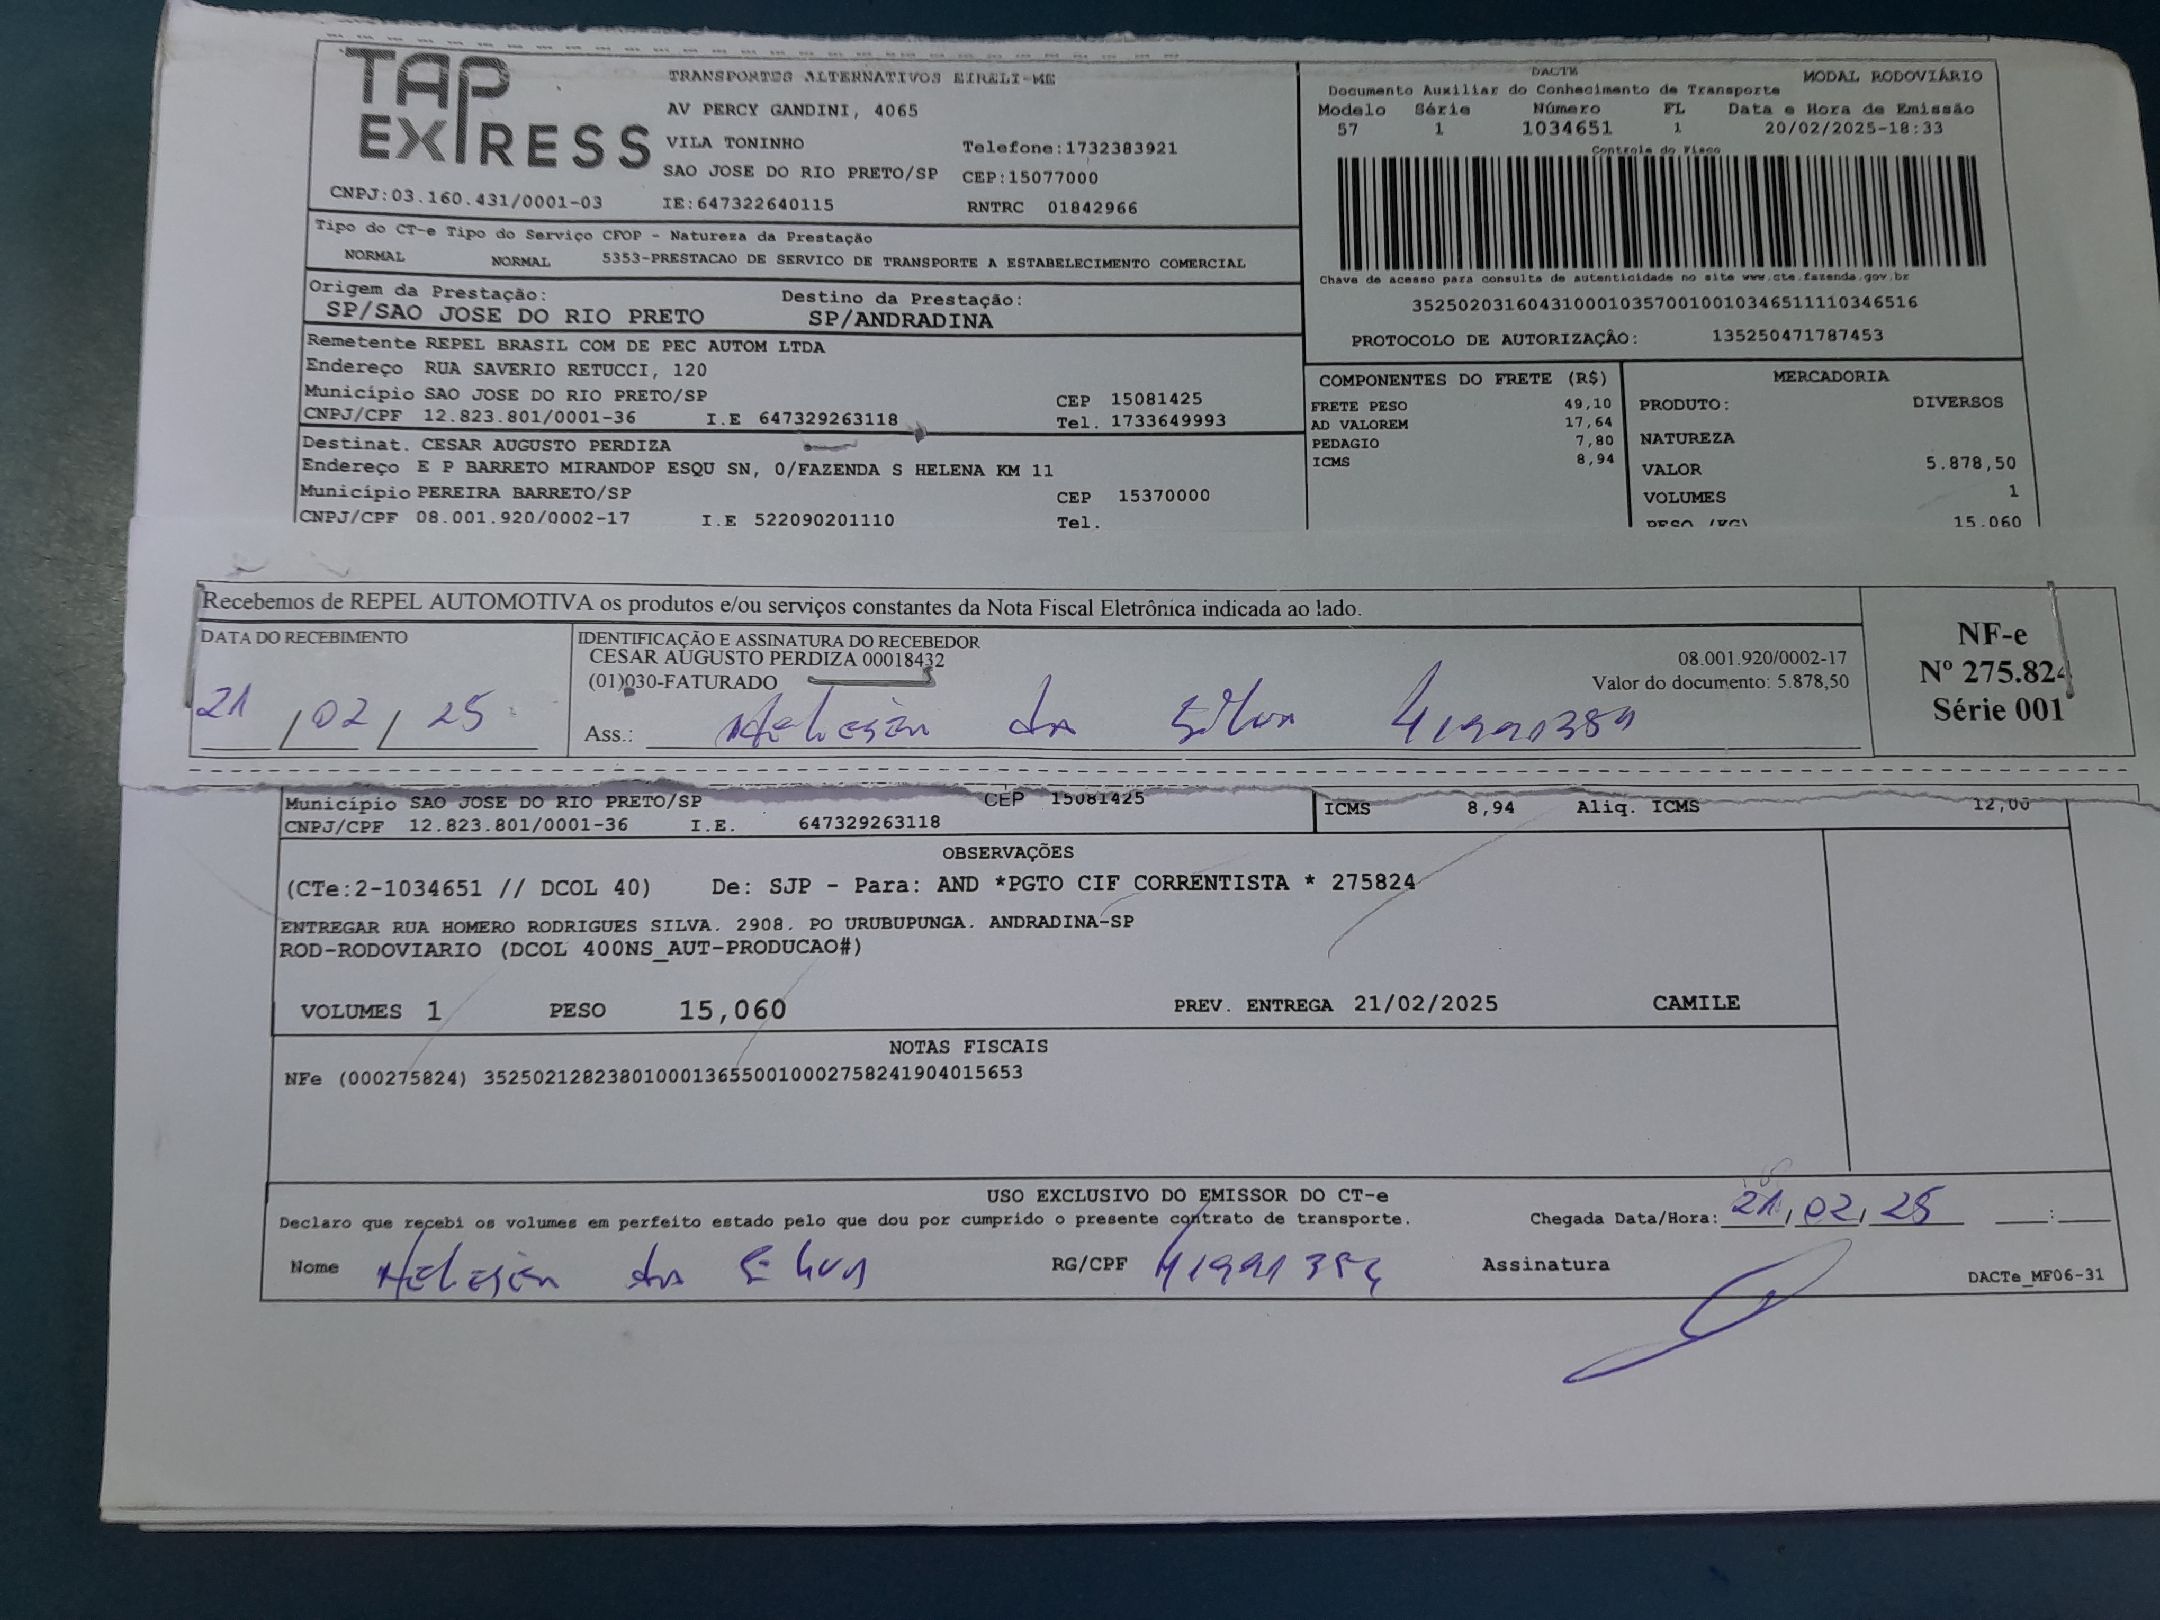 TAP EXPRESS
TRANSPORTES ALTERNATIVOS EIRELI-ME
AV PERCY GANDINI, 4065
VILA TONINHO Telefone:1732383921
SAO JOSE DO RIO PRETO/SP CEP:15077000
CNPJ:03.160.431/0001-03 IE:647322640115 RNTRC 01842966
DACTE MODAL RODOVIÁRIO
Documento Auxiliar do Conhecimento de Transporte
Modelo Série Número FL Data e Hora de Emissão
57 1 1034651 1 20/02/2025-18:33
Controle do Fisco
Chave de acesso para consulta de autenticidade no site www.cte.fazenda.gov.br
35250203160431000103570010010346511110346516
PROTOCOLO DE AUTORIZAÇÃO: 135250471787453
Tipo do CT-e Tipo do Serviço CFOP - Natureza da Prestação
NORMAL NORMAL 5353-PRESTACAO DE SERVICO DE TRANSPORTE A ESTABELECIMENTO COMERCIAL
Origem da Prestação: Destino da Prestação:
SP/SAO JOSE DO RIO PRETO SP/ANDRADINA
Remetente REPEL BRASIL COM DE PEC AUTOM LTDA
Endereço RUA SAVERIO RETUCCI, 120
Município SAO JOSE DO RIO PRETO/SP CEP 15081425
CNPJ/CPF 12.823.801/0001-36 I.E 647329263118 Tel. 1733649993
Destinat. CESAR AUGUSTO PERDIZA
Endereço E P BARRETO MIRANDOP ESQU SN, 0/FAZENDA S HELENA KM 11
Município PEREIRA BARRETO/SP CEP 15370000
CNPJ/CPF 08.001.920/0002-17 I.E 522090201110 Tel.
COMPONENTES DO FRETE (R$)
FRETE PESO 49,10
AD VALOREM 17,64
PEDAGIO 7,80
ICMS 8,94
MERCADORIA
PRODUTO: DIVERSOS
NATUREZA
VALOR 5.878,50
VOLUMES 1
PESO (KG) 15.060
Recebemos de REPEL AUTOMOTIVA os produtos e/ou serviços constantes da Nota Fiscal Eletrônica indicada ao lado.
DATA DO RECEBIMENTO
21/02/25
IDENTIFICAÇÃO E ASSINATURA DO RECEBEDOR
CESAR AUGUSTO PERDIZA 00018432 08.001.920/0002-17
(01)030-FATURADO Valor do documento: 5.878,50
Ass.: da Silva
NF-e
Nº 275.824
Série 001
Município SAO JOSE DO RIO PRETO/SP CEP 15081425
CNPJ/CPF 12.823.801/0001-36 I.E. 647329263118
ICMS 8,94 Aliq. ICMS 12,00
OBSERVAÇÕES
(CTe:2-1034651 // DCOL 40) De: SJP - Para: AND *PGTO CIF CORRENTISTA * 275824
ENTREGAR RUA HOMERO RODRIGUES SILVA. 2908. PO URUBUPUNGA. ANDRADINA-SP
ROD-RODOVIARIO (DCOL 400NS_AUT-PRODUCAO#)
VOLUMES 1 PESO 15,060 PREV. ENTREGA 21/02/2025 CAMILE
NOTAS FISCAIS
NFe (000275824) 35250212823801000136550010002758241904015653
USO EXCLUSIVO DO EMISSOR DO CT-e
Declaro que recebi os volumes em perfeito estado pelo que dou por cumprido o presente contrato de transporte. Chegada Data/Hora: 21/02/25 __:__
Nome da Silva RG/CPF Assinatura
DACTe_MF06-31